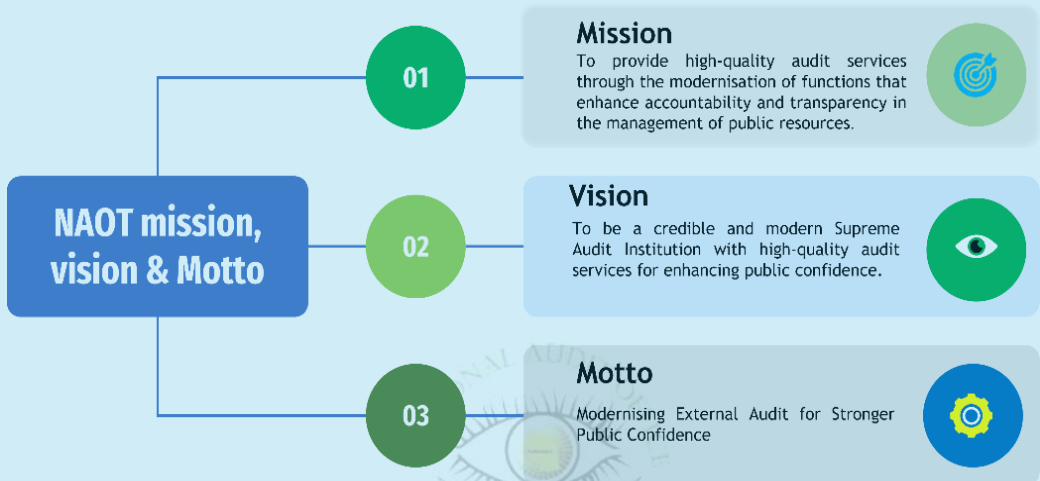 NAOT mission,
vision & Motto
01
Mission
To provide high-quality audit services
through the modernisation of functions that
enhance accountability and transparency in
the management of public resources.
02
Vision
To be a credible and modern Supreme
Audit Institution with high-quality audit
services for enhancing public confidence.
03
Motto
Modernising External Audit for Stronger
Public Confidence